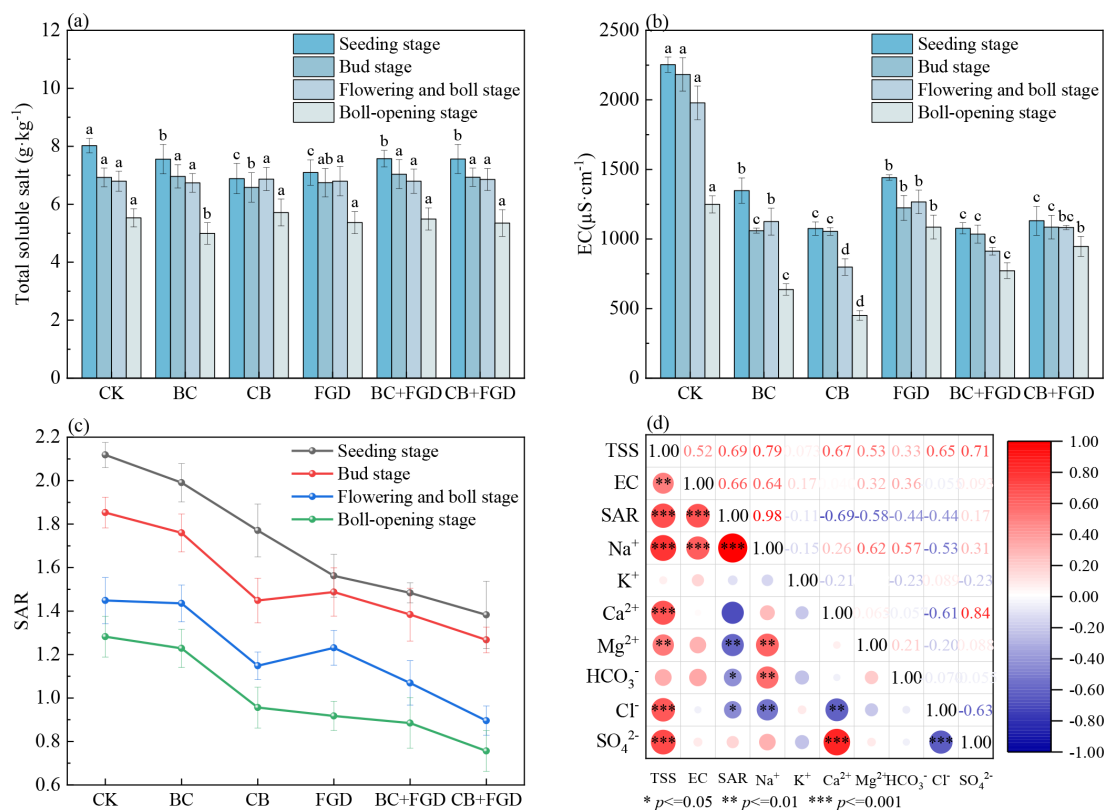 (a)
Total soluble salt (g·kg⁻¹)
12
10
8
6
4
2
0
Seeding stage
Bud stage
Flowering and boll stage
Boll-opening stage
a a a a
b a a b
c b a a
c ab a a
b a a a
b a a a
CK BC CB FGD BC+FGD CB+FGD
(b)
EC(μS·cm⁻¹)
2500
2000
1500
1000
500
0
Seeding stage
Bud stage
Flowering and boll stage
Boll-opening stage
a a a a
b c b c
c c d d
b b b b
c c c c
c c bc b
CK BC CB FGD BC+FGD CB+FGD
(c)
SAR
2.2
2.0
1.8
1.6
1.4
1.2
1.0
0.8
0.6
Seeding stage
Bud stage
Flowering and boll stage
Boll-opening stage
CK BC CB FGD BC+FGD CB+FGD
(d)
TSS 1.00 0.52 0.69 0.79 0.67 0.53 0.33 0.65 0.71
EC ** 1.00 0.66 0.64 0.17 0.32 0.36
SAR *** *** 1.00 0.98 -0.11 -0.69 -0.58 -0.44 -0.44 0.17
Na⁺ *** *** *** 1.00 -0.15 0.26 0.62 0.57 -0.53 0.31
K⁺ 1.00 -0.21 -0.23 0.089 -0.23
Ca²⁺ *** 1.00 -0.61 0.84
Mg²⁺ ** ** ** 1.00 0.21 -0.20
HCO₃⁻ * ** 1.00
Cl⁻ *** * ** ** 1.00 -0.63
SO₄²⁻ *** *** *** 1.00
TSS EC SAR Na⁺ K⁺ Ca²⁺ Mg²⁺ HCO₃⁻ Cl⁻ SO₄²⁻
* p<=0.05 ** p<=0.01 *** p<=0.001
1.00
0.80
0.60
0.40
0.20
0.00
-0.20
-0.40
-0.60
-0.80
-1.00